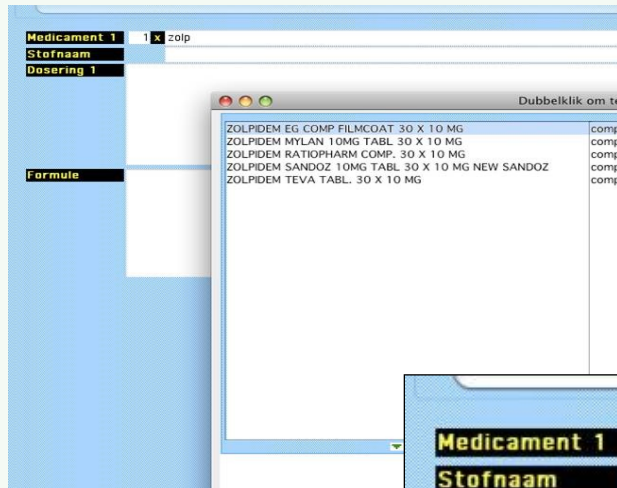 Medicament 1 1 x zolp
Stofnaam
Dosering 1
Dubbelklik om te
ZOLPIDEM EG COMP FILMCOAT 30 X 10 MG comp
ZOLPIDEM MYLAN 10MG TABL 30 X 10 MG comp
ZOLPIDEM RATIOPHARM COMP. 30 X 10 MG comp
ZOLPIDEM SANDOZ 10MG TABL 30 X 10 MG NEW SANDOZ comp
ZOLPIDEM TEVA TABL. 30 X 10 MG comp
Formule
Medicament 1
Stofnaam